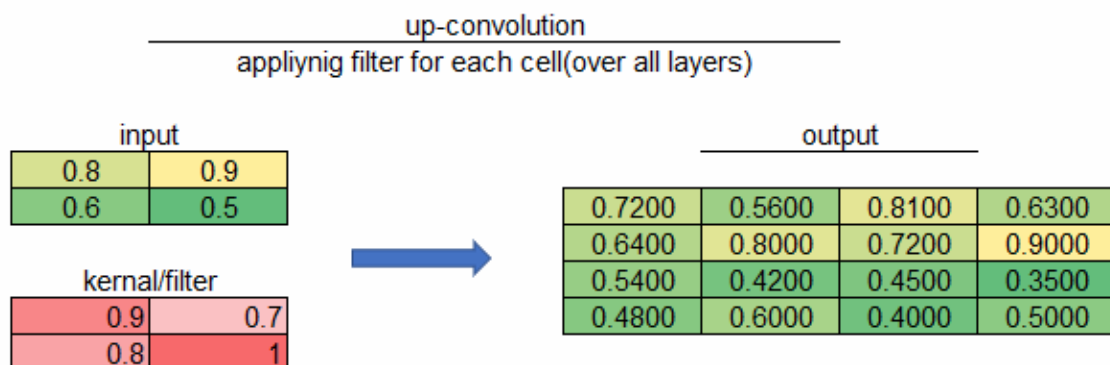 up-convolution
appliynig filter for each cell(over all layers)
input
0.8 0.9
0.6 0.5
kernal/filter
0.9 0.7
0.8 1
output
0.7200 0.5600 0.8100 0.6300
0.6400 0.8000 0.7200 0.9000
0.5400 0.4200 0.4500 0.3500
0.4800 0.6000 0.4000 0.5000